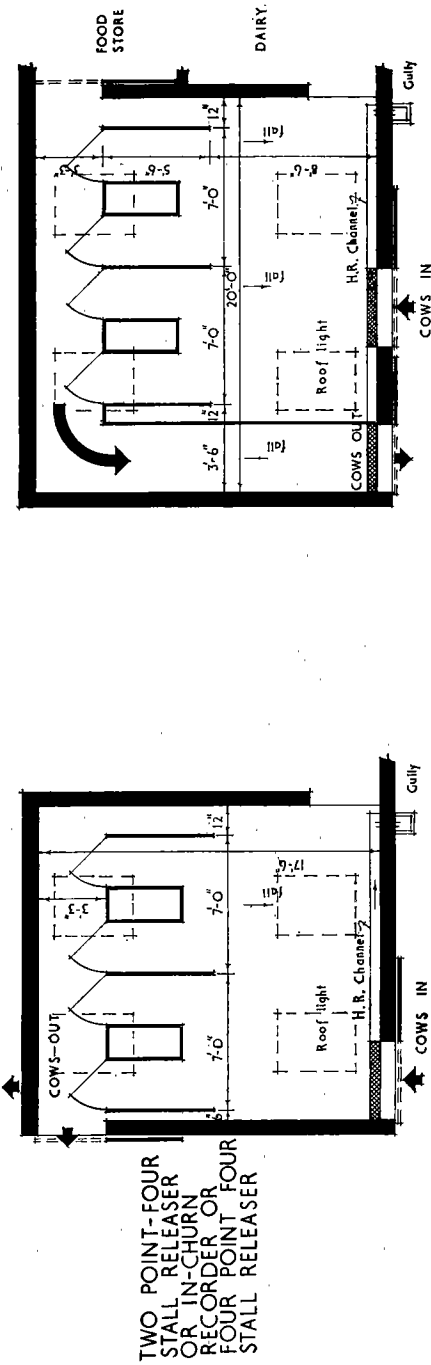 TWO POINT-FOUR
STALL RELEASER
OR IN-CHURN
RECORDER OR
FOUR POINT FOUR
STALL RELEASER
COWS-OUT
3'-3"
6"
7'-0"
7'-0"
12"
17'-6"
fall
Roof light
H.R. Channel
COWS IN
Gully
FOOD
STORE
DAIRY.
3'-3"
5'-6"
8'-6"
3'-6"
12"
7'-0"
7'-0"
12"
20'-0"
fall
fall
fall
Roof light
H.R. Channel
COWS OUT
COWS IN
Gully